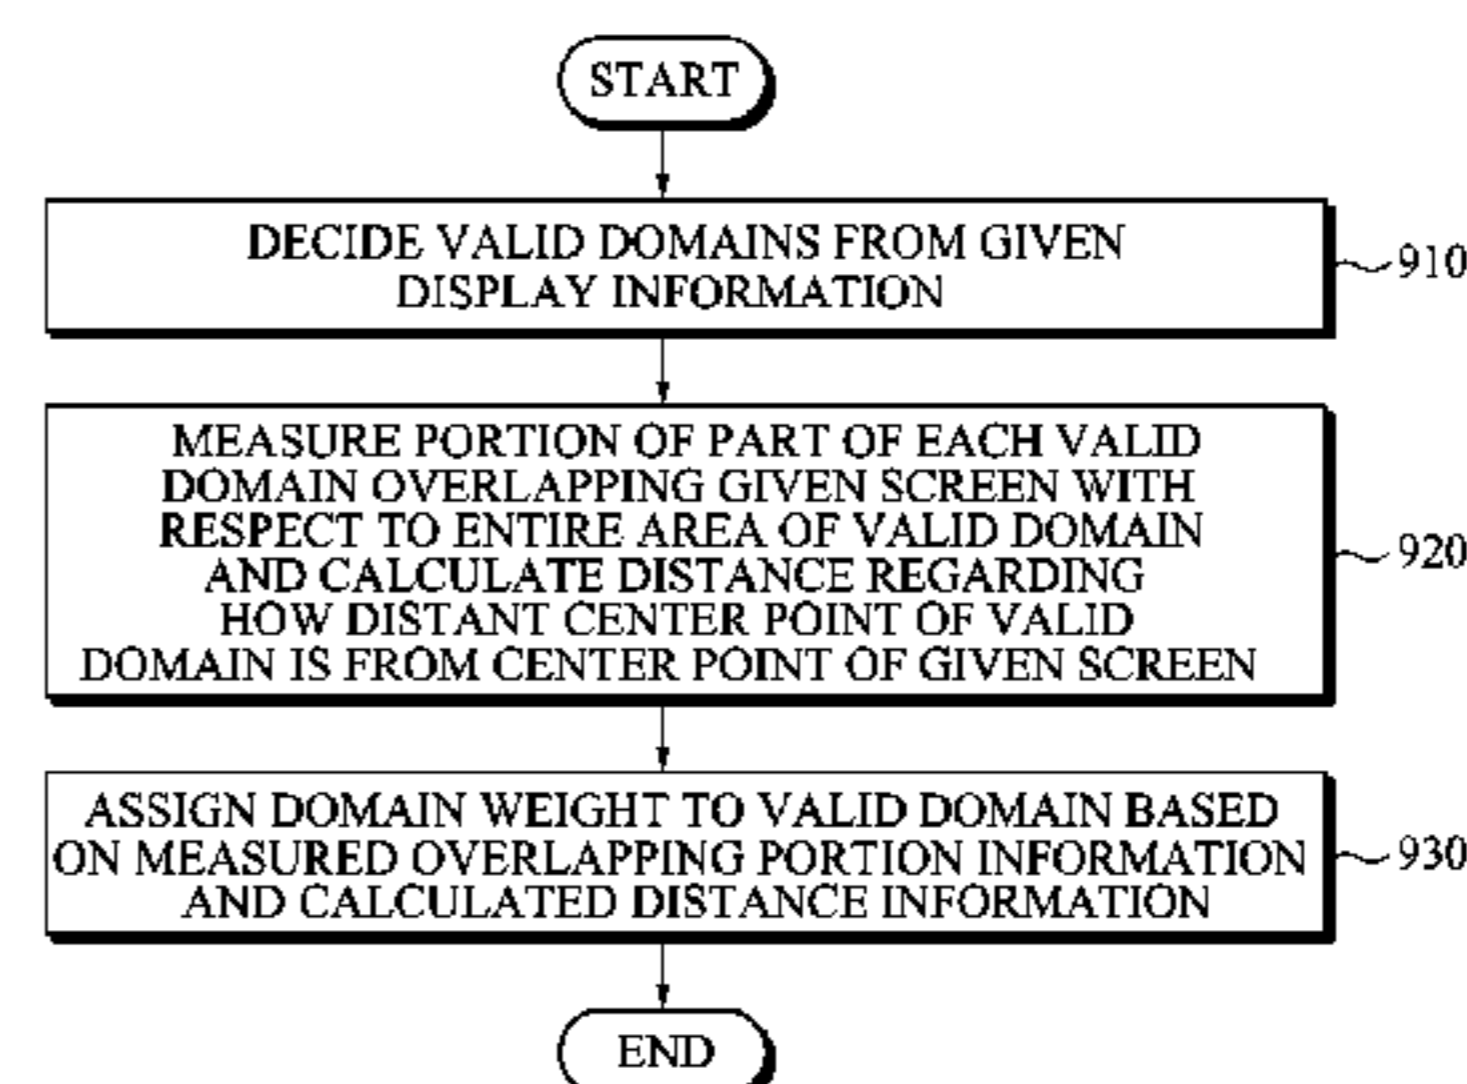 START
DECIDE VALID DOMAINS FROM GIVEN
DISPLAY INFORMATION
910
MEASURE PORTION OF PART OF EACH VALID
DOMAIN OVERLAPPING GIVEN SCREEN WITH
RESPECT TO ENTIRE AREA OF VALID DOMAIN
AND CALCULATE DISTANCE REGARDING
HOW DISTANT CENTER POINT OF VALID
DOMAIN IS FROM CENTER POINT OF GIVEN SCREEN
920
ASSIGN DOMAIN WEIGHT TO VALID DOMAIN BASED
ON MEASURED OVERLAPPING PORTION INFORMATION
AND CALCULATED DISTANCE INFORMATION
930
END